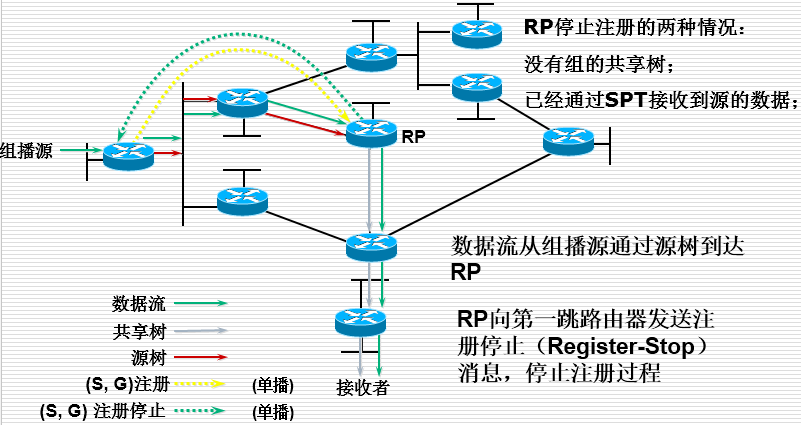 RP停止注册的两种情况：
没有组的共享树；
已经通过SPT接收到源的数据；
组播源
RP
数据流从组播源通过源树到达
RP
RP向第一跳路由器发送注
册停止（Register-Stop）
消息，停止注册过程
数据流
共享树
源树
(S, G)注册 (单播)
(S, G) 注册停止 (单播)
接收者